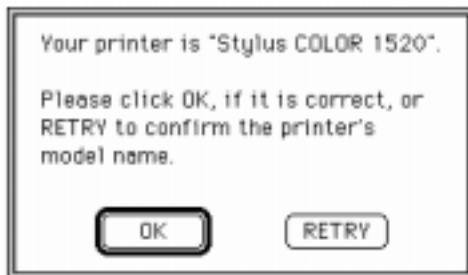 Your printer is "Stylus COLOR 1520".
Please click OK, if it is correct, or
RETRY to confirm the printer's
model name.
OK RETRY